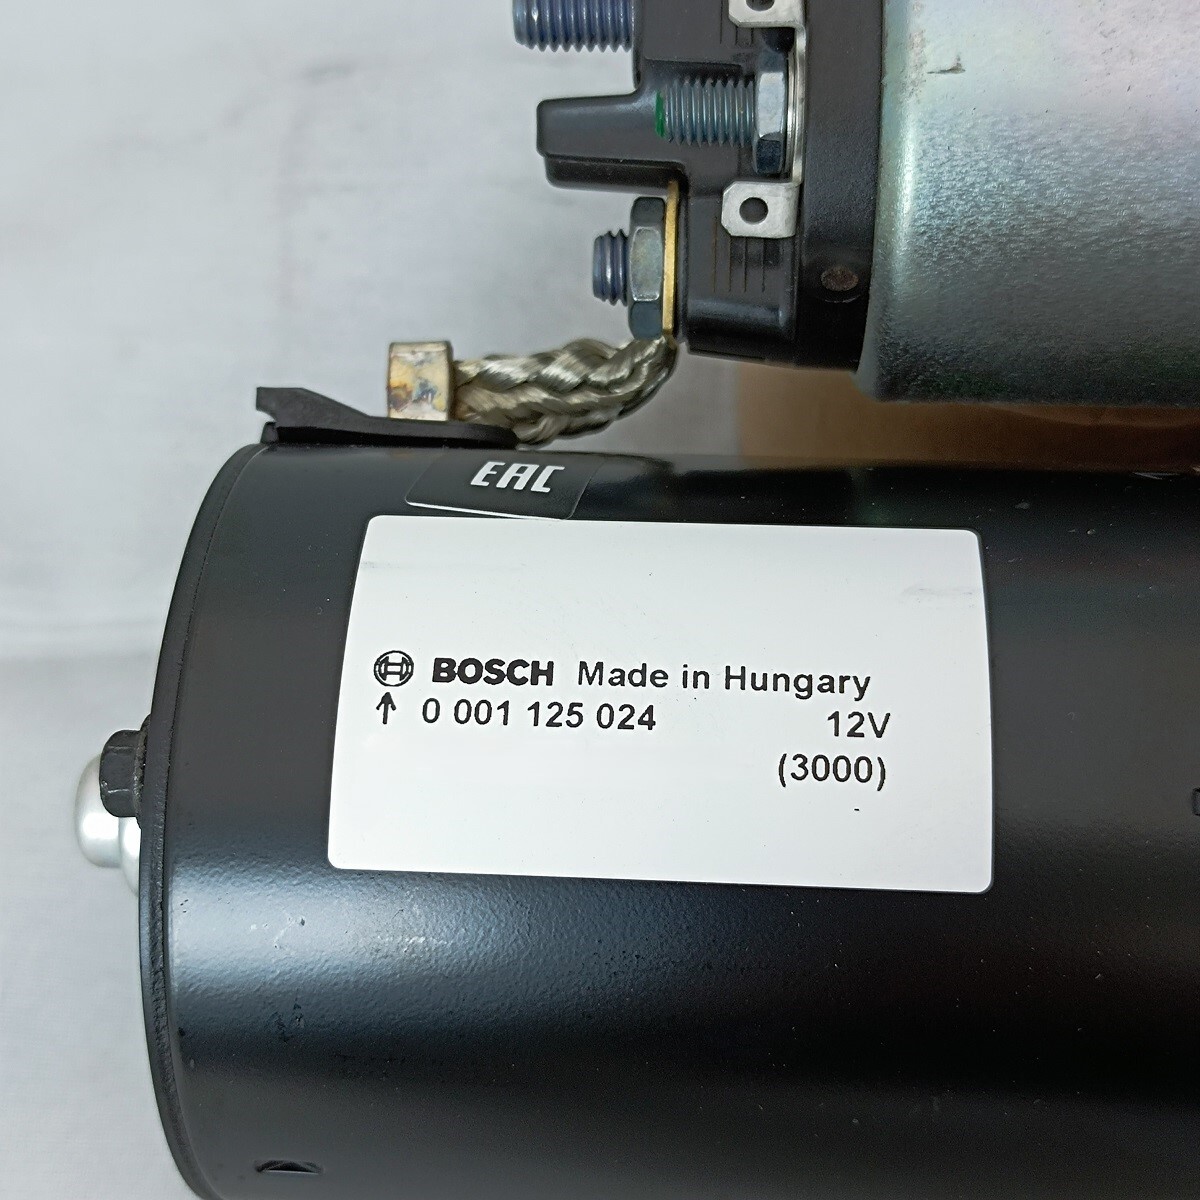 EAC
BOSCH Made in Hungary
↑ 0 001 125 024 12V
(3000)